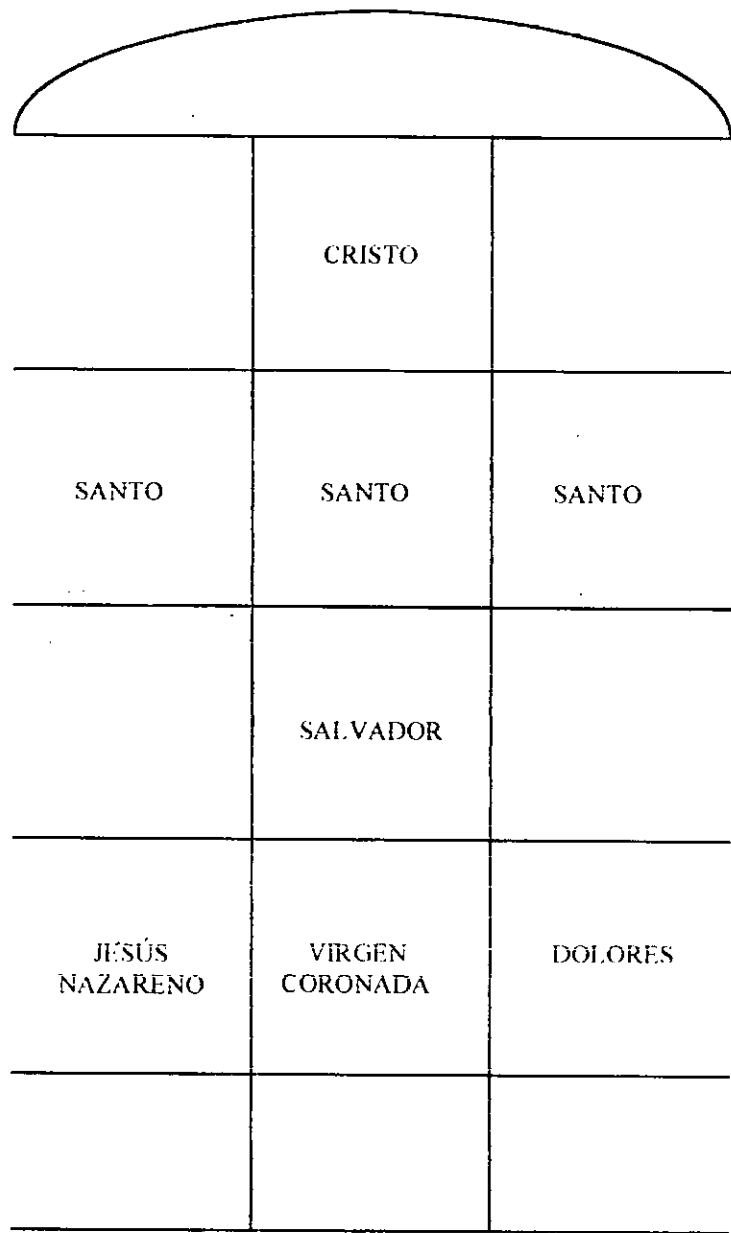 CRISTO
SANTO SANTO SANTO
SALVADOR
JESÚS
NAZARENO
VIRGEN
CORONADA
DOLORES